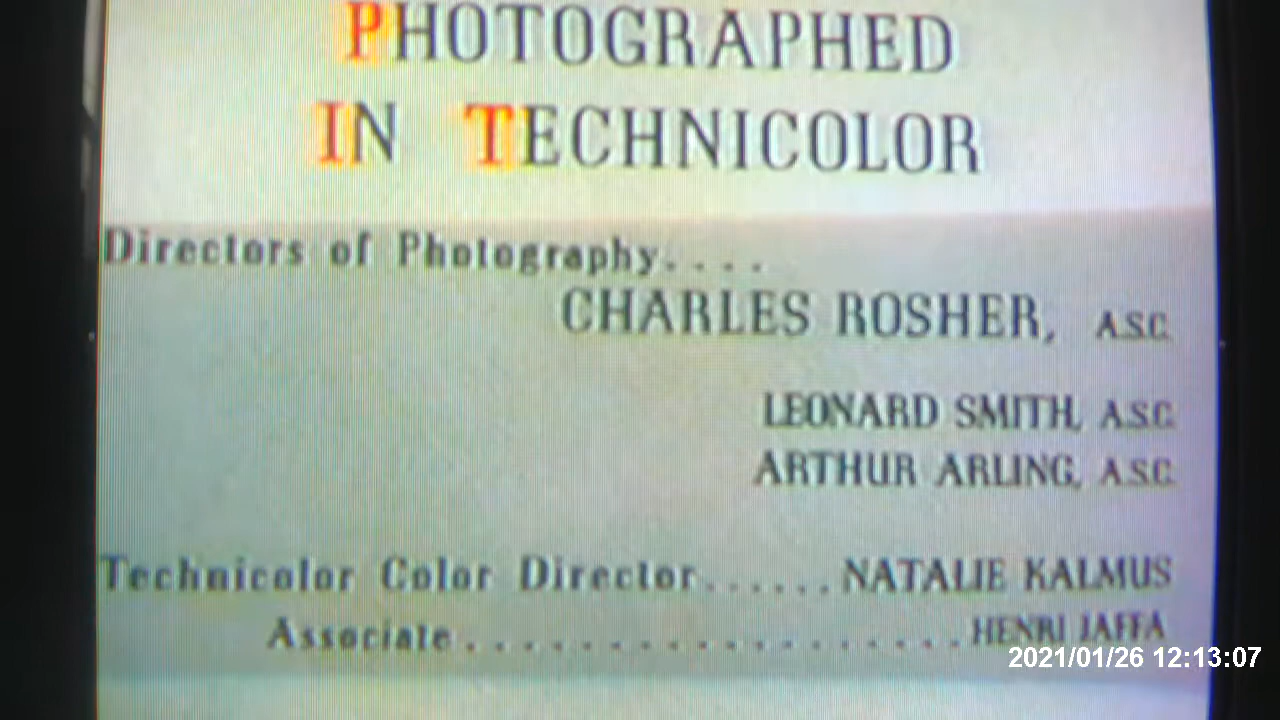 PHOTOGRAPHED
IN TECHNICOLOR
Directors of Photography....
CHARLES ROSHER, A.S.C.
LEONARD SMITH, A.S.C.
ARTHUR ARLING, A.S.C.
Technicolor Color Director......NATALIE KALMUS
Associate..................HENRI JAFFA
2021/01/26 12:13:07